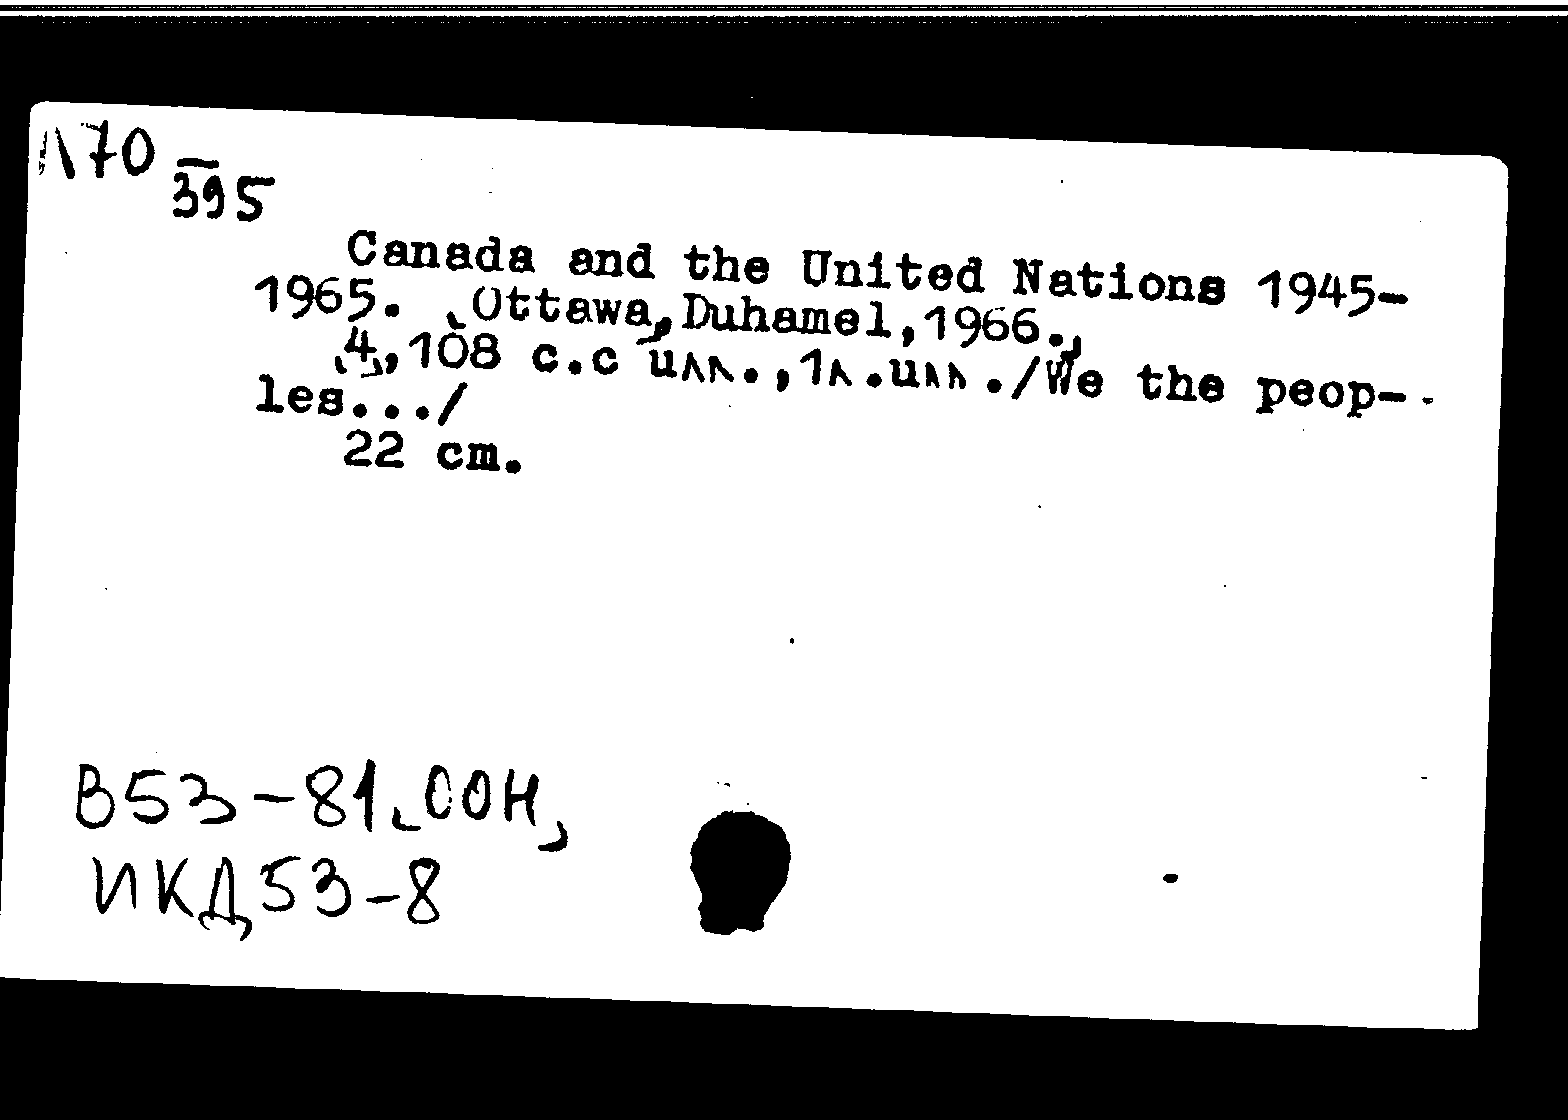 Л70
395
Canada and the United Nations 1945-
1965. [Ottawa, Duhamel, 1966.]
[4], 108 с.с илл., 1л.илл./We the peop-
les.../
22 cm.
В53-81[ООН]
ИКД53-8